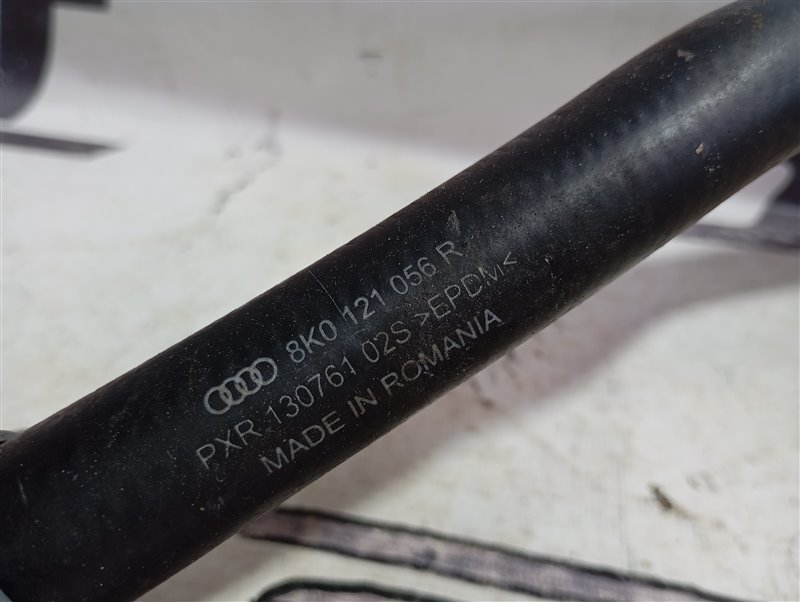 8K0 121 056 R
PXR 130761 02S >EPDM<
MADE IN ROMANIA